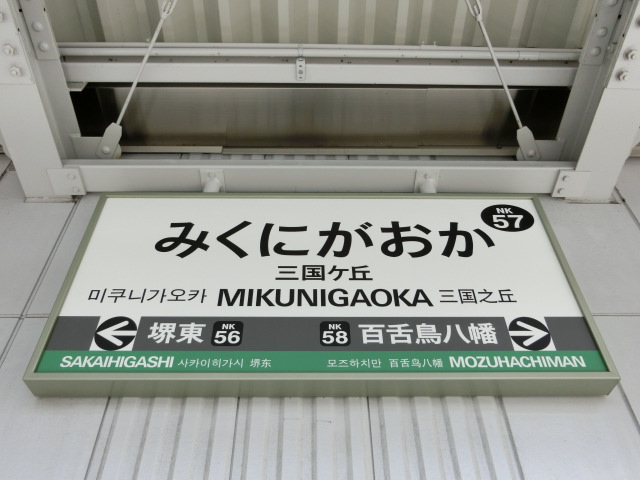 NK
57
みくにがおか
三国ケ丘
미쿠니가오카 MIKUNIGAOKA 三国之丘
堺東 NK 56 NK 58 百舌鳥八幡
SAKAIHIGASHI 사카이히가시 堺东 모즈하치만 百舌鸟八幡 MOZUHACHIMAN